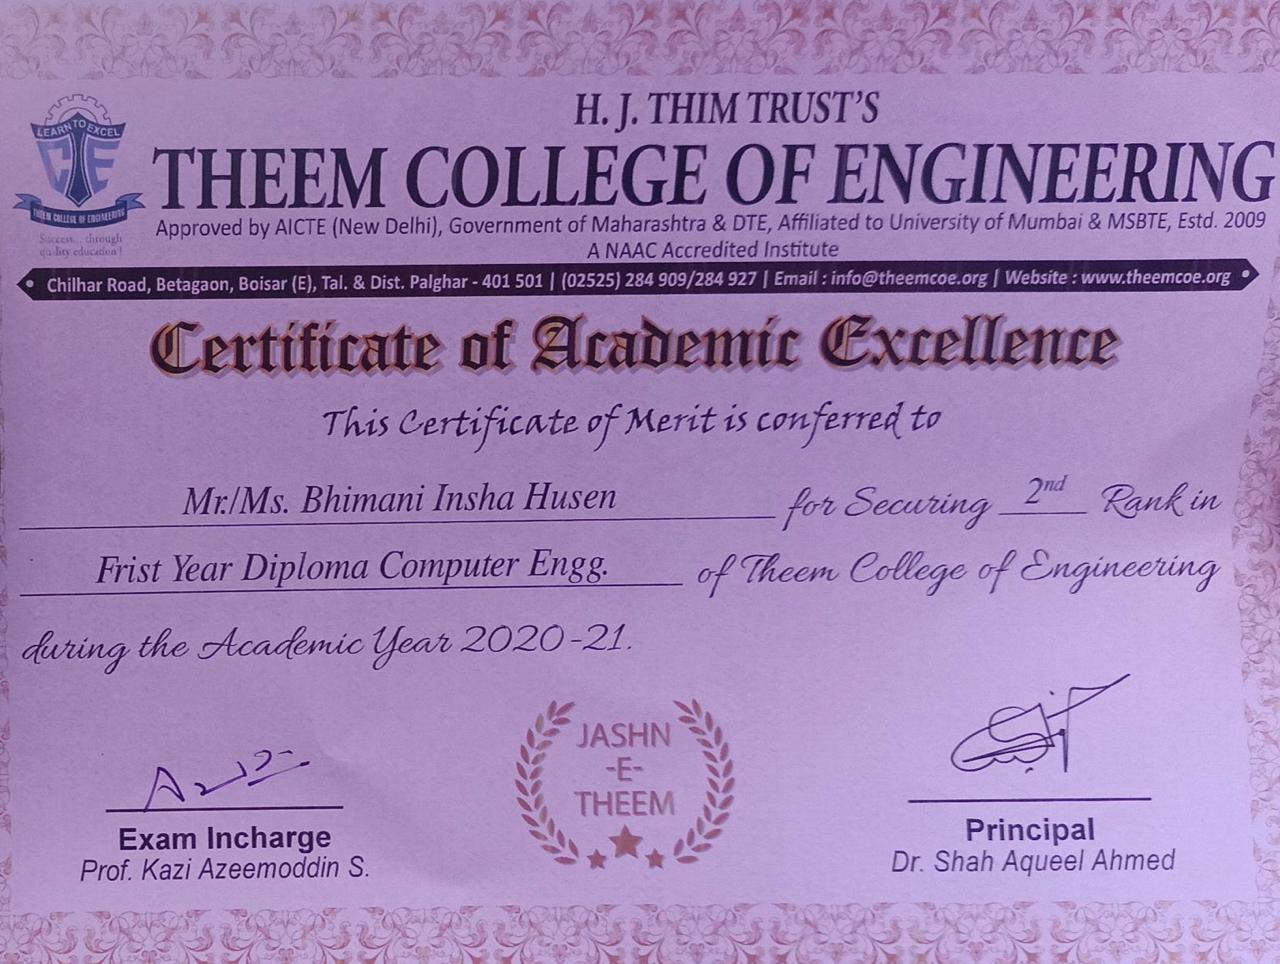 LEARN TO EXCEL
THEEM COLLEGE OF ENGINEERING
Success... through
quality education !
H. J. THIM TRUST'S
THEEM COLLEGE OF ENGINEERING
Approved by AICTE (New Delhi), Government of Maharashtra & DTE, Affiliated to University of Mumbai & MSBTE, Estd. 2009
A NAAC Accredited Institute
Chilhar Road, Betagaon, Boisar (E), Tal. & Dist. Palghar - 401 501 | (02525) 284 909/284 927 | Email : info@theemcoe.org | Website : www.theemcoe.org
Certificate of Academic Excellence
This Certificate of Merit is conferred to
Mr./Ms. Bhimani Insha Husen for Securing 2nd Rank in
Frist Year Diploma Computer Engg. of Theem College of Engineering
during the Academic Year 2020-21.
JASHN
-E-
THEEM
Exam Incharge
Prof. Kazi Azeemoddin S.
Principal
Dr. Shah Aqueel Ahmed